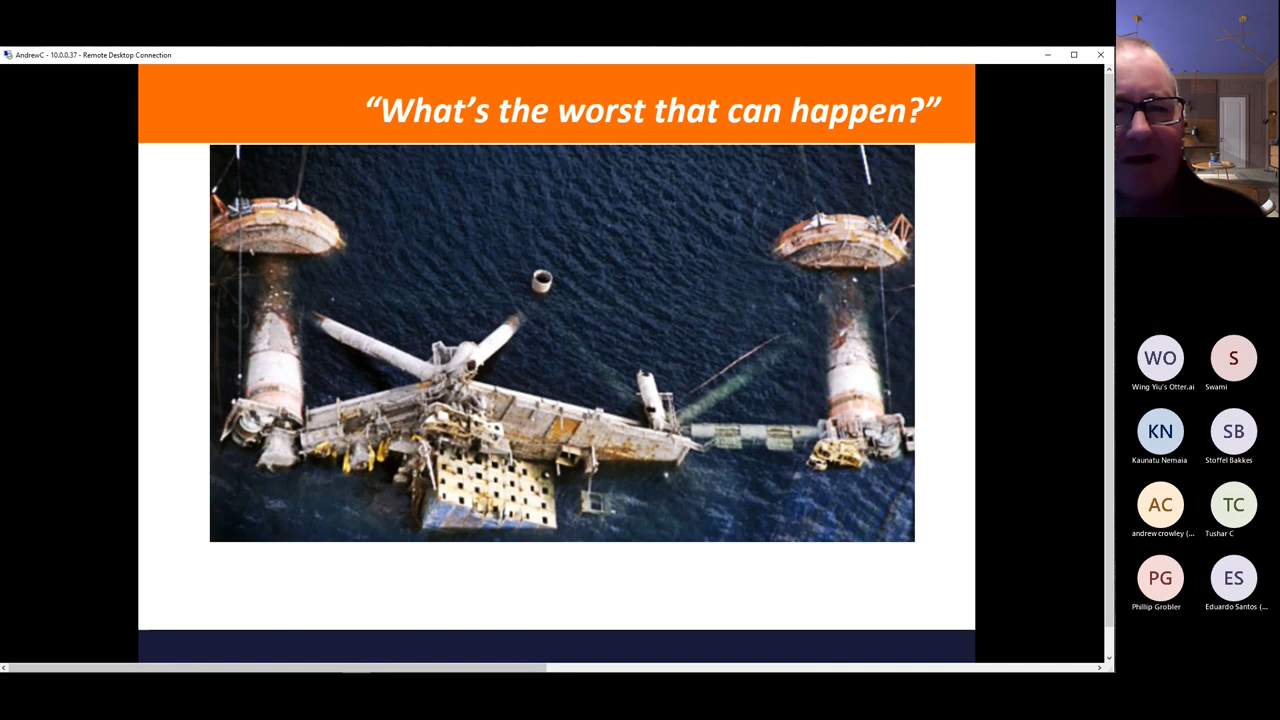 AndrewC - 10.0.0.37 - Remote Desktop Connection
“What’s the worst that can happen?”
WO
S
Wing Yiu's Otter.ai
Swami
KN
SB
Kaunatu Nemaia
Stoffel Bakkes
AC
TC
andrew crowley (...
Tushar C
PG
ES
Phillip Grobler
Eduardo Santos (...